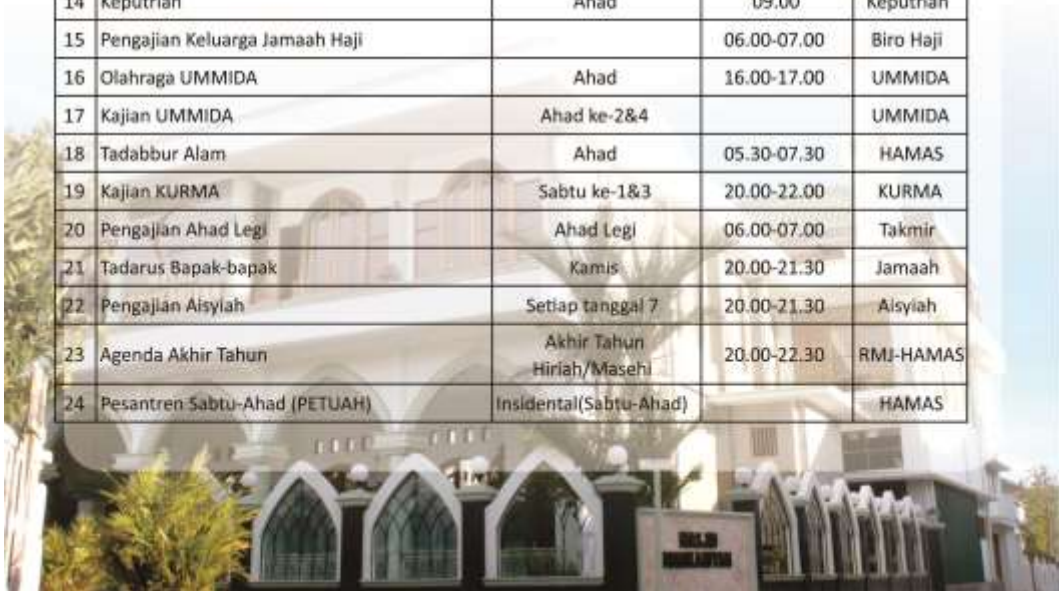 14 Keputrian Ahad 09.00 Keputrian
15 Pengajian Keluarga Jamaah Haji 06.00-07.00 Biro Haji
16 Olahraga UMMIDA Ahad 16.00-17.00 UMMIDA
17 Kajian UMMIDA Ahad ke-2&4 UMMIDA
18 Tadabbur Alam Ahad 05.30-07.30 HAMAS
19 Kajian KURMA Sabtu ke-1&3 20.00-22.00 KURMA
20 Pengajian Ahad Legi Ahad Legi 06.00-07.00 Takmir
21 Tadarus Bapak-bapak Kamis 20.00-21.30 Jamaah
22 Pengajian Aisyiah Setiap tanggal 7 20.00-21.30 Aisyiah
23 Agenda Akhir Tahun Akhir Tahun 20.00-22.30 RMJ-HAMAS
Hiriah/Masehi
24 Pesantren Sabtu-Ahad (PETUAH) Insidental(Sabtu-Ahad) HAMAS